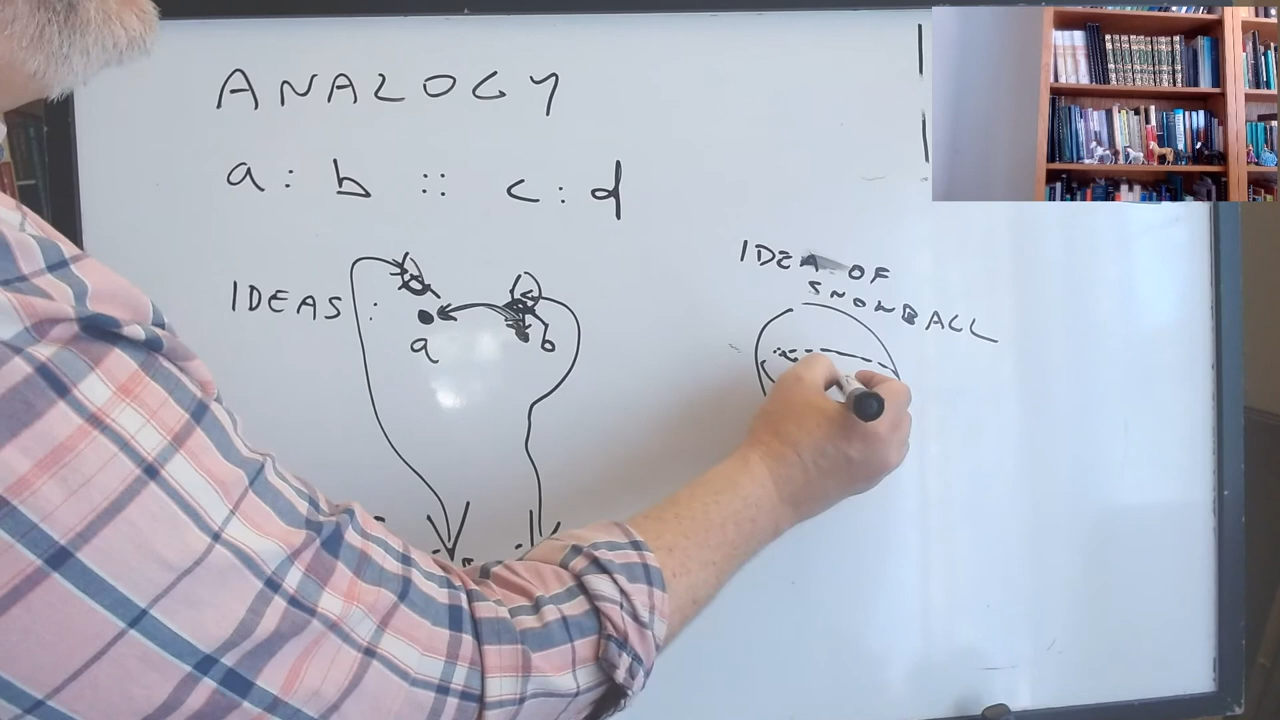 ANALOGY
a : b :: c : d
IDEAS :
a b
IDEA OF
SNOWBALL